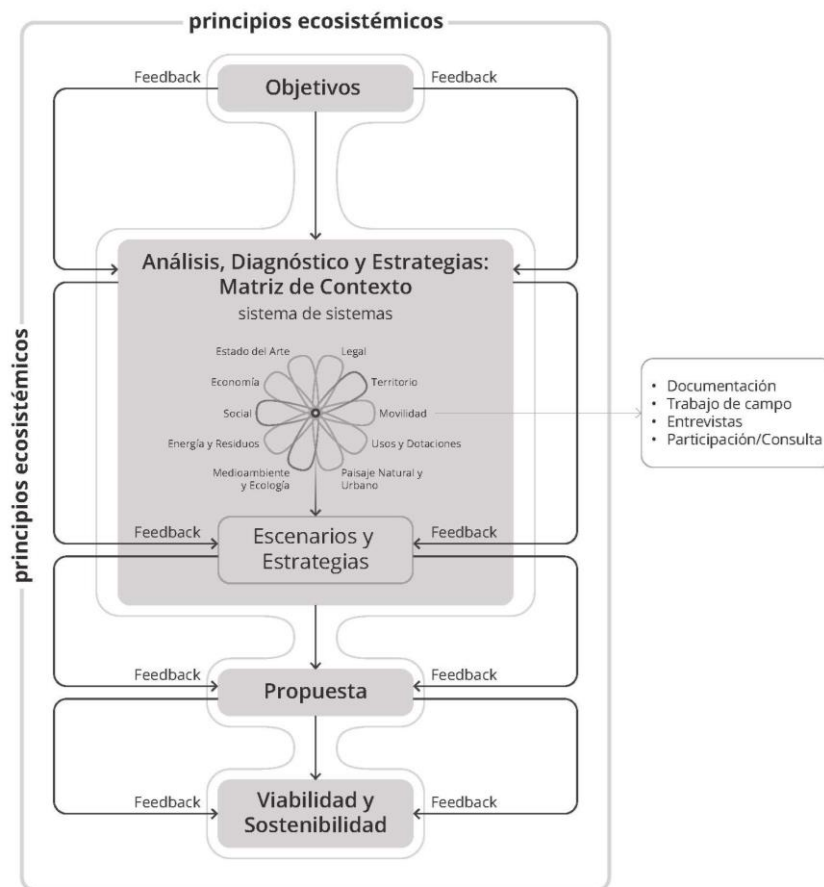 principios ecosistémicos
Feedback
Feedback
Objetivos
principios ecosistémicos
Análisis, Diagnóstico y Estrategias:
Matriz de Contexto
sistema de sistemas
Estado del Arte
Legal
Economía
Territorio
Social
Movilidad
Energía y Residuos
Usos y Dotaciones
Medioambiente
y Ecología
Paisaje Natural y
Urbano
• Documentación
• Trabajo de campo
• Entrevistas
• Participación/Consulta
Feedback
Feedback
Escenarios y
Estrategias
Feedback
Feedback
Propuesta
Feedback
Feedback
Viabilidad y
Sostenibilidad